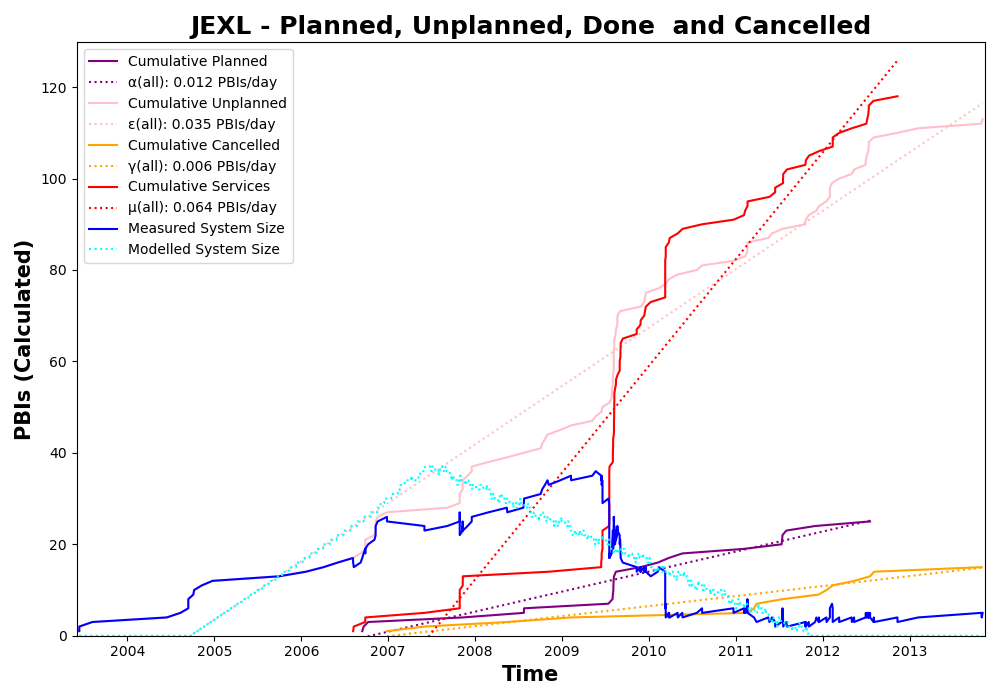 JEXL - Planned, Unplanned, Done  and Cancelled
Cumulative Planned
α(all): 0.012 PBIs/day
Cumulative Unplanned
ε(all): 0.035 PBIs/day
Cumulative Cancelled
γ(all): 0.006 PBIs/day
Cumulative Services
μ(all): 0.064 PBIs/day
Measured System Size
Modelled System Size
PBIs (Calculated)
120
100
80
60
40
20
0
2004 2005 2006 2007 2008 2009 2010 2011 2012 2013
Time